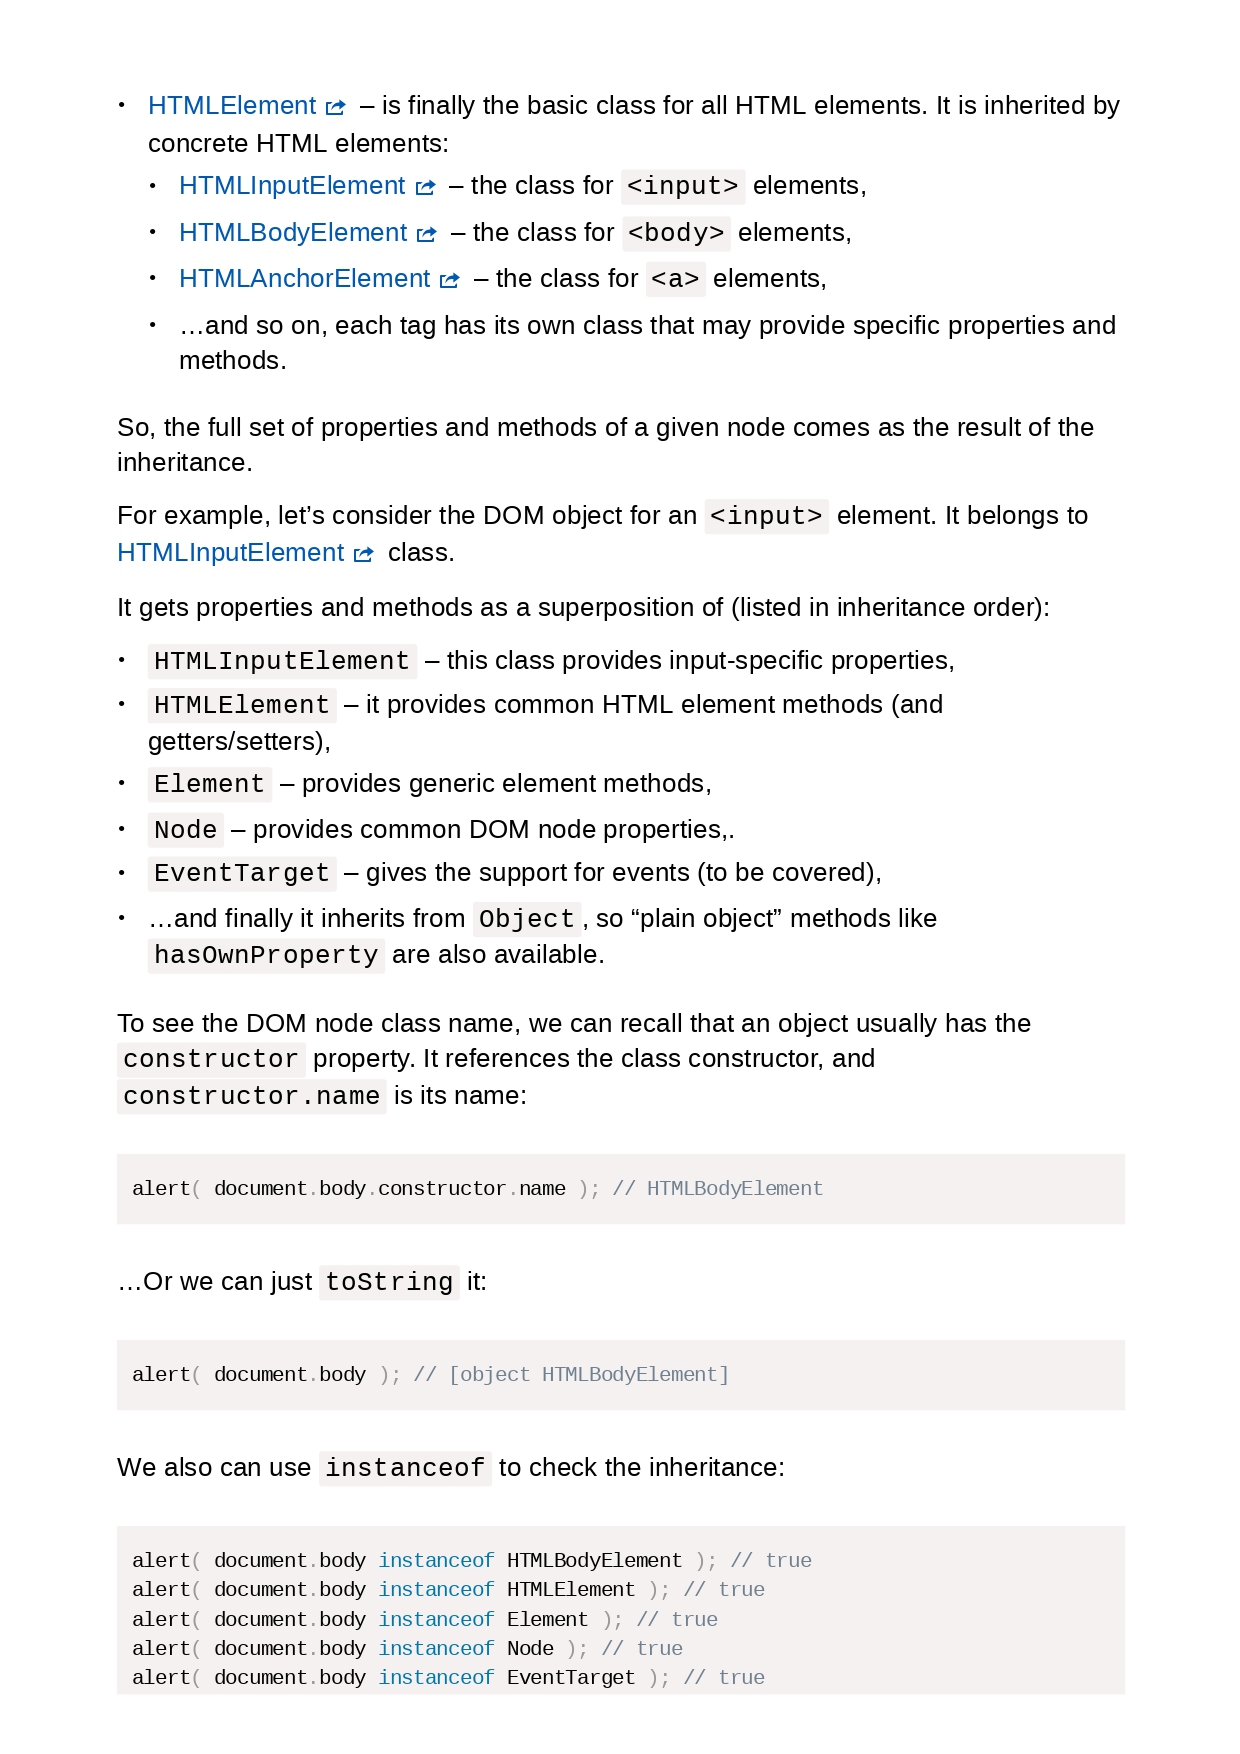 • HTMLElement – is finally the basic class for all HTML elements. It is inherited by
concrete HTML elements:
• HTMLInputElement – the class for <input> elements,
• HTMLBodyElement – the class for <body> elements,
• HTMLAnchorElement – the class for <a> elements,
• …and so on, each tag has its own class that may provide specific properties and
methods.
So, the full set of properties and methods of a given node comes as the result of the
inheritance.
For example, let’s consider the DOM object for an <input> element. It belongs to
HTMLInputElement class.
It gets properties and methods as a superposition of (listed in inheritance order):
• HTMLInputElement – this class provides input-specific properties,
• HTMLElement – it provides common HTML element methods (and
getters/setters),
• Element – provides generic element methods,
• Node – provides common DOM node properties,.
• EventTarget – gives the support for events (to be covered),
• …and finally it inherits from Object, so “plain object” methods like
hasOwnProperty are also available.
To see the DOM node class name, we can recall that an object usually has the
constructor property. It references the class constructor, and
constructor.name is its name:
alert( document.body.constructor.name ); // HTMLBodyElement
…Or we can just toString it:
alert( document.body ); // [object HTMLBodyElement]
We also can use instanceof to check the inheritance:
alert( document.body instanceof HTMLBodyElement ); // true
alert( document.body instanceof HTMLElement ); // true
alert( document.body instanceof Element ); // true
alert( document.body instanceof Node ); // true
alert( document.body instanceof EventTarget ); // true